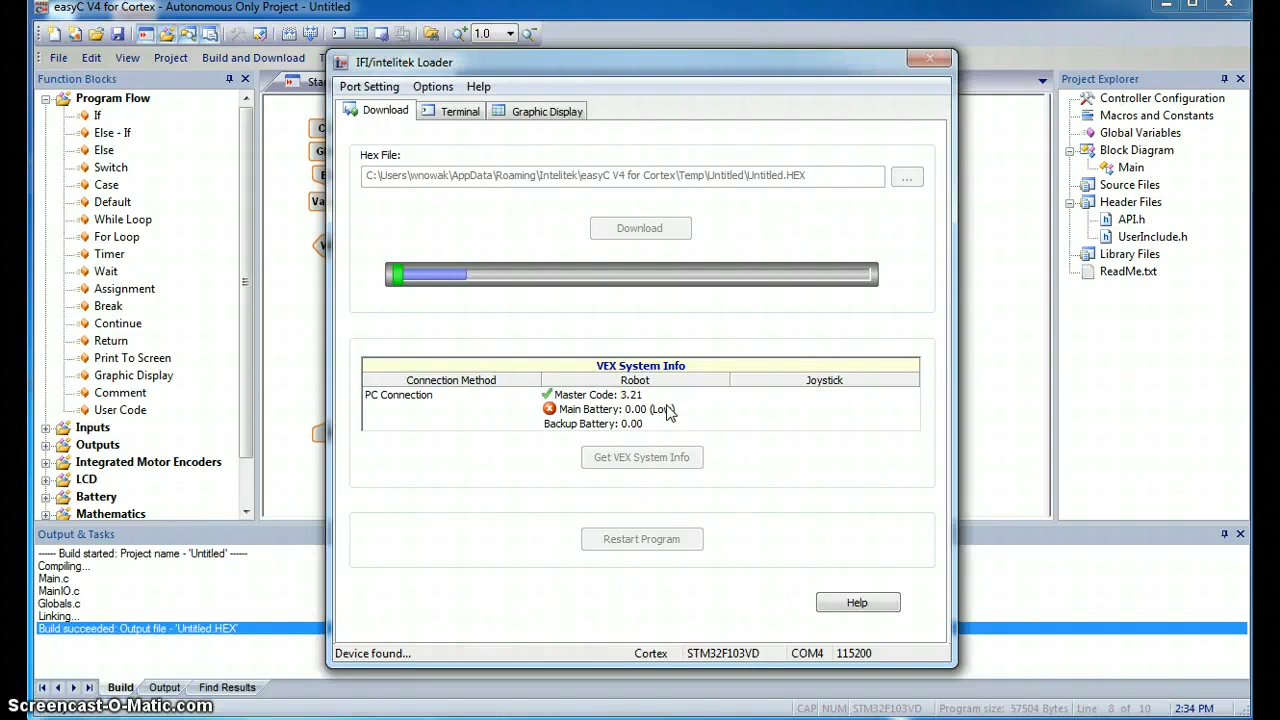 easyC V4 for Cortex - Autonomous Only Project - Untitled
1.0
File Edit View Project Build and Download
Function Blocks
Program Flow
If
Else - If
Else
Switch
Case
Default
While Loop
For Loop
Timer
Wait
Assignment
Break
Continue
Return
Print To Screen
Graphic Display
Comment
User Code
Inputs
Outputs
Integrated Motor Encoders
LCD
Battery
Mathematics
IFI/intelitek Loader
Port Setting Options Help
Download Terminal Graphic Display
Hex File:
C:\Users\wnowak\AppData\Roaming\Intelitek\easyC V4 for Cortex\Temp\Untitled\Untitled.HEX
...
Download
VEX System Info
Connection Method Robot Joystick
PC Connection Master Code: 3.21
Main Battery: 0.00
Backup Battery: 0.00
Get VEX System Info
Restart Program
Help
Device found... Cortex STM32F103VD COM4 115200
Project Explorer
Controller Configuration
Macros and Constants
Global Variables
Block Diagram
Main
Source Files
Header Files
API.h
UserInclude.h
Library Files
ReadMe.txt
Output & Tasks
------ Build started: Project name - 'Untitled' ------
Compiling...
Main.c
MainIO.c
Globals.c
Linking...
Build succeeded: Output file - 'Untitled.HEX'
Build Output Find Results
Screencast-O-Matic.com
CAP NUM STM32F103VD Program size: 57504 Bytes Line 8 of 10 2:34 PM